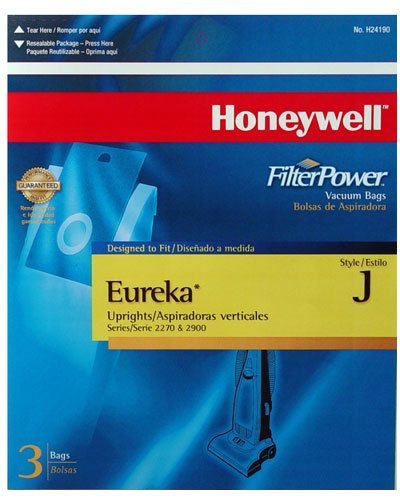 ▲ Tear Here / Romper por aquí
No. H24190
▼ Resealable Package – Press Here
Paquete Reutilizable – Oprima aquí
Honeywell
GUARANTEED
FilterPower
Vacuum Bags
Bolsas de Aspiradora
Designed to Fit/Diseñado a medida
Style/Estilo
J
Eureka*
Uprights/Aspiradoras verticales
Series/Serie 2270 & 2900
3 Bags
Bolsas